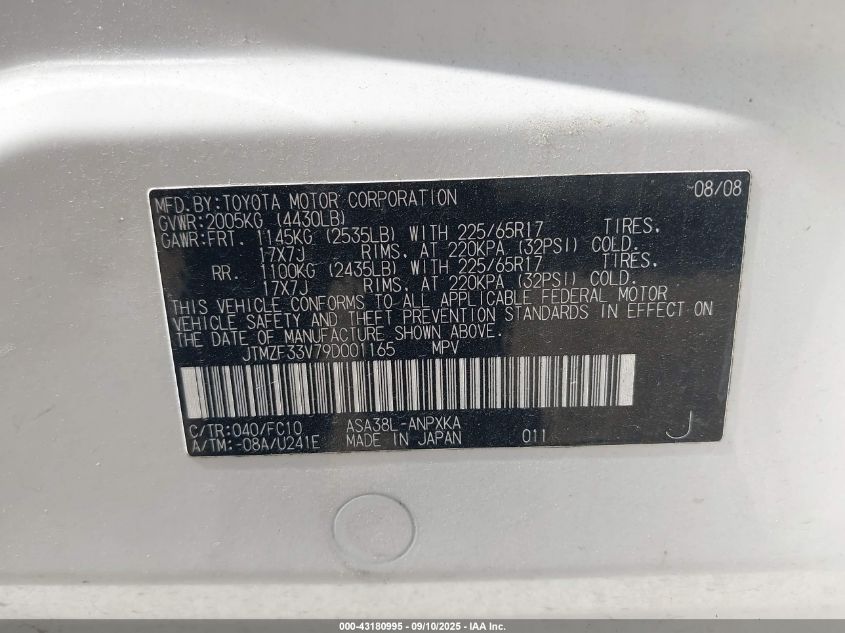 08/08
MFD.BY:TOYOTA MOTOR CORPORATION
GVWR:2005KG (4430LB)
GAWR:FRT. 1145KG (2535LB) WITH 225/65R17 TIRES.
17X7J RIMS. AT 220KPA (32PSI) COLD.
RR. 1100KG (2435LB) WITH 225/65R17 TIRES.
17X7J RIMS. AT 220KPA (32PSI) COLD.
THIS VEHICLE CONFORMS TO ALL APPLICABLE FEDERAL MOTOR
VEHICLE SAFETY AND THEFT PREVENTION STANDARDS IN EFFECT ON
THE DATE OF MANUFACTURE SHOWN ABOVE.
JTMZF33V79D001165 MPV
C/TR:040/FC10 ASA38L-ANPXKA
A/TM:-08A/U241E MADE IN JAPAN 011 J
000-43180995 - 09/10/2025 - IAA Inc.